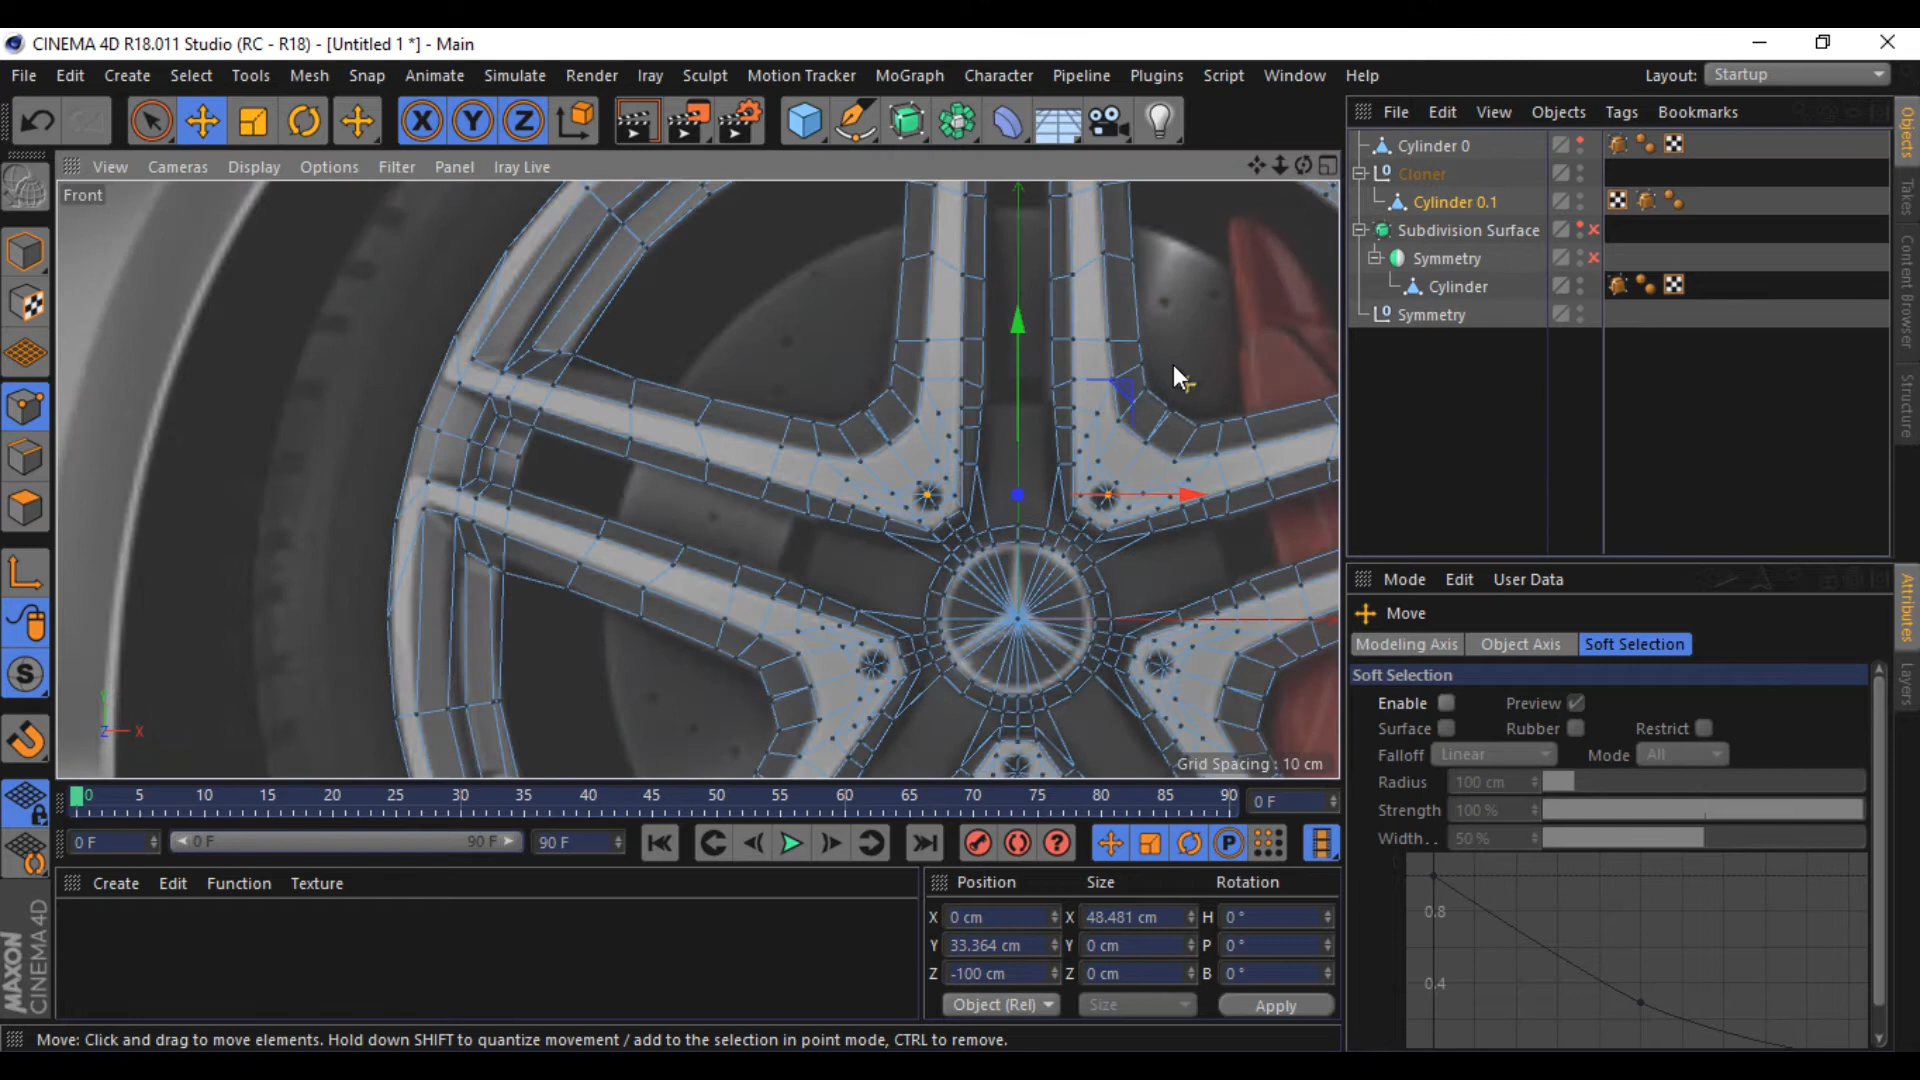 CINEMA 4D R18.011 Studio (RC - R18) - [Untitled 1 *] - Main
File Edit Create Select Tools Mesh Snap Animate Simulate Render Iray Sculpt Motion Tracker MoGraph Character Pipeline Plugins Script Window Help Layout: Startup
X Y Z
File Edit View Objects Tags Bookmarks
View Cameras Display Options Filter Panel Iray Live
Front
Cylinder 0
Cloner
Cylinder 0.1
Subdivision Surface
Symmetry
Cylinder
Symmetry
Objects
Takes
Content Browser
Structure
Mode Edit User Data
Move
Modeling Axis Object Axis Soft Selection
Soft Selection
Enable Preview
Surface Rubber Restrict
Falloff Linear Mode All
Radius 100 cm
Strength 100 %
Width. . 50 %
0.8
0.4
Attributes
Layers
S
Y
Z X
Grid Spacing : 10 cm
0 5 10 15 20 25 30 35 40 45 50 55 60 65 70 75 80 85 90 0 F
0 F 0 F 90 F 90 F
P
Create Edit Function Texture
Position Size Rotation
X 0 cm X 48.481 cm H 0 °
Y 33.364 cm Y 0 cm P 0 °
Z -100 cm Z 0 cm B 0 °
Object (Rel) Size Apply
MAXON
CINEMA 4D
Move: Click and drag to move elements. Hold down SHIFT to quantize movement / add to the selection in point mode, CTRL to remove.